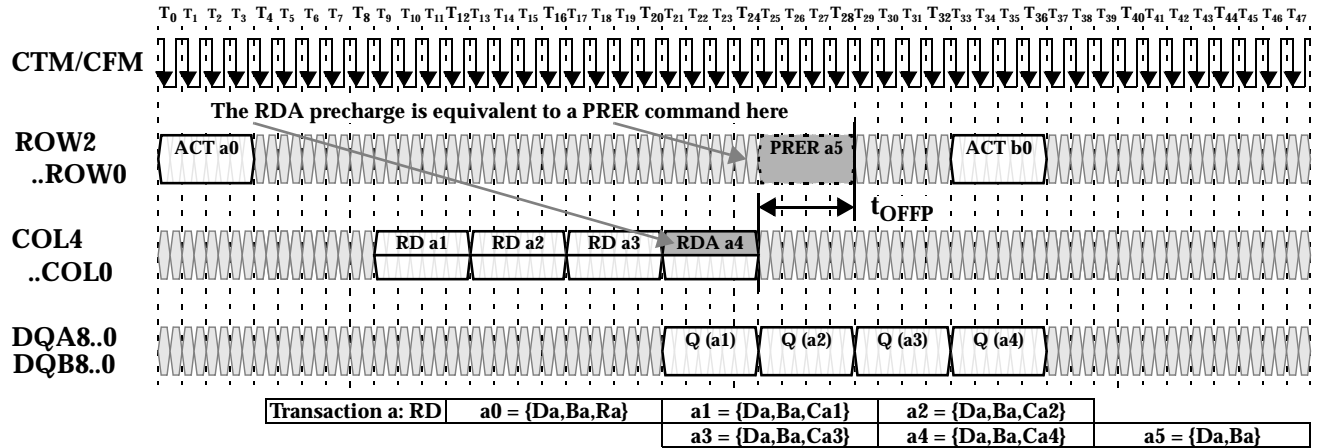 T0 T1 T2 T3 T4 T5 T6 T7 T8 T9 T10 T11 T12 T13 T14 T15 T16 T17 T18 T19 T20 T21 T22 T23 T24 T25 T26 T27 T28 T29 T30 T31 T32 T33 T34 T35 T36 T37 T38 T39 T40 T41 T42 T43 T44 T45 T46 T47
CTM/CFM
The RDA precharge is equivalent to a PRER command here
ROW2
..ROW0
ACT a0 PRER a5 ACT b0
tOFFP
COL4
..COL0
RD a1 RD a2 RD a3 RDA a4
DQA8..0
DQB8..0
Q (a1) Q (a2) Q (a3) Q (a4)
Transaction a: RD a0 = {Da,Ba,Ra} a1 = {Da,Ba,Ca1} a2 = {Da,Ba,Ca2}
a3 = {Da,Ba,Ca3} a4 = {Da,Ba,Ca4} a5 = {Da,Ba}